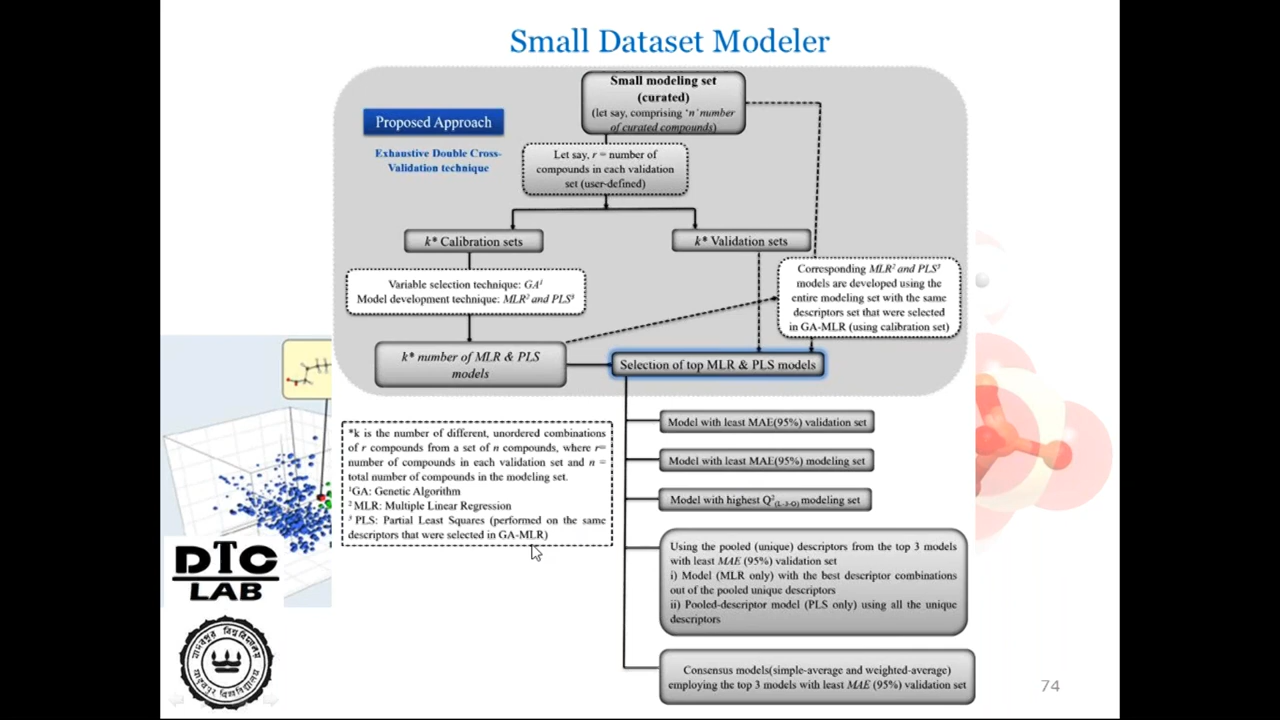 Small Dataset Modeler
Small modeling set
(curated)
(let say, comprising ‘n’ number
of curated compounds)
Proposed Approach
Exhaustive Double Cross-
Validation technique
Let say, r = number of
compounds in each validation
set (user-defined)
k* Calibration sets
k* Validation sets
Variable selection technique: GA¹
Model development technique: MLR² and PLS³
Corresponding MLR² and PLS³
models are developed using the
entire modeling set with the same
descriptors set that were selected
in GA-MLR (using calibration set)
k* number of MLR & PLS
models
Selection of top MLR & PLS models
Model with least MAE(95%) validation set
Model with least MAE(95%) modeling set
Model with highest Q²(L-3-O) modeling set
*k is the number of different, unordered combinations
of r compounds from a set of n compounds, where r=
number of compounds in each validation set and n =
total number of compounds in the modeling set.
¹GA: Genetic Algorithm
² MLR: Multiple Linear Regression
³ PLS: Partial Least Squares (performed on the same
descriptors that were selected in GA-MLR)
Using the pooled (unique) descriptors from the top 3 models
with least MAE (95%) validation set
i) Model (MLR only) with the best descriptor combinations
out of the pooled unique descriptors
ii) Pooled-descriptor model (PLS only) using all the unique
descriptors
Consensus models(simple-average and weighted-average)
employing the top 3 models with least MAE (95%) validation set
DTC
LAB
74